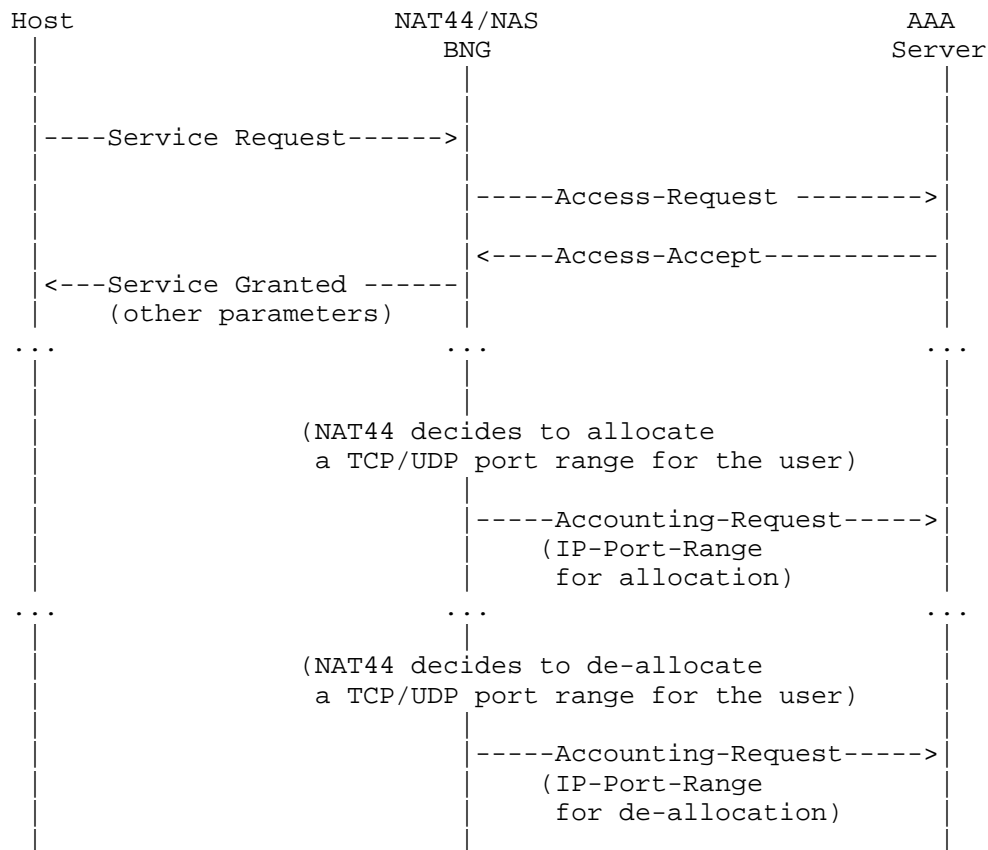 Host NAT44/NAS AAA
BNG Server
----Service Request------>
-----Access-Request -------->
<----Access-Accept-----------
<---Service Granted ------
(other parameters)
... ... ...
(NAT44 decides to allocate
a TCP/UDP port range for the user)
-----Accounting-Request----->
(IP-Port-Range
for allocation)
... ... ...
(NAT44 decides to de-allocate
a TCP/UDP port range for the user)
-----Accounting-Request----->
(IP-Port-Range
for de-allocation)